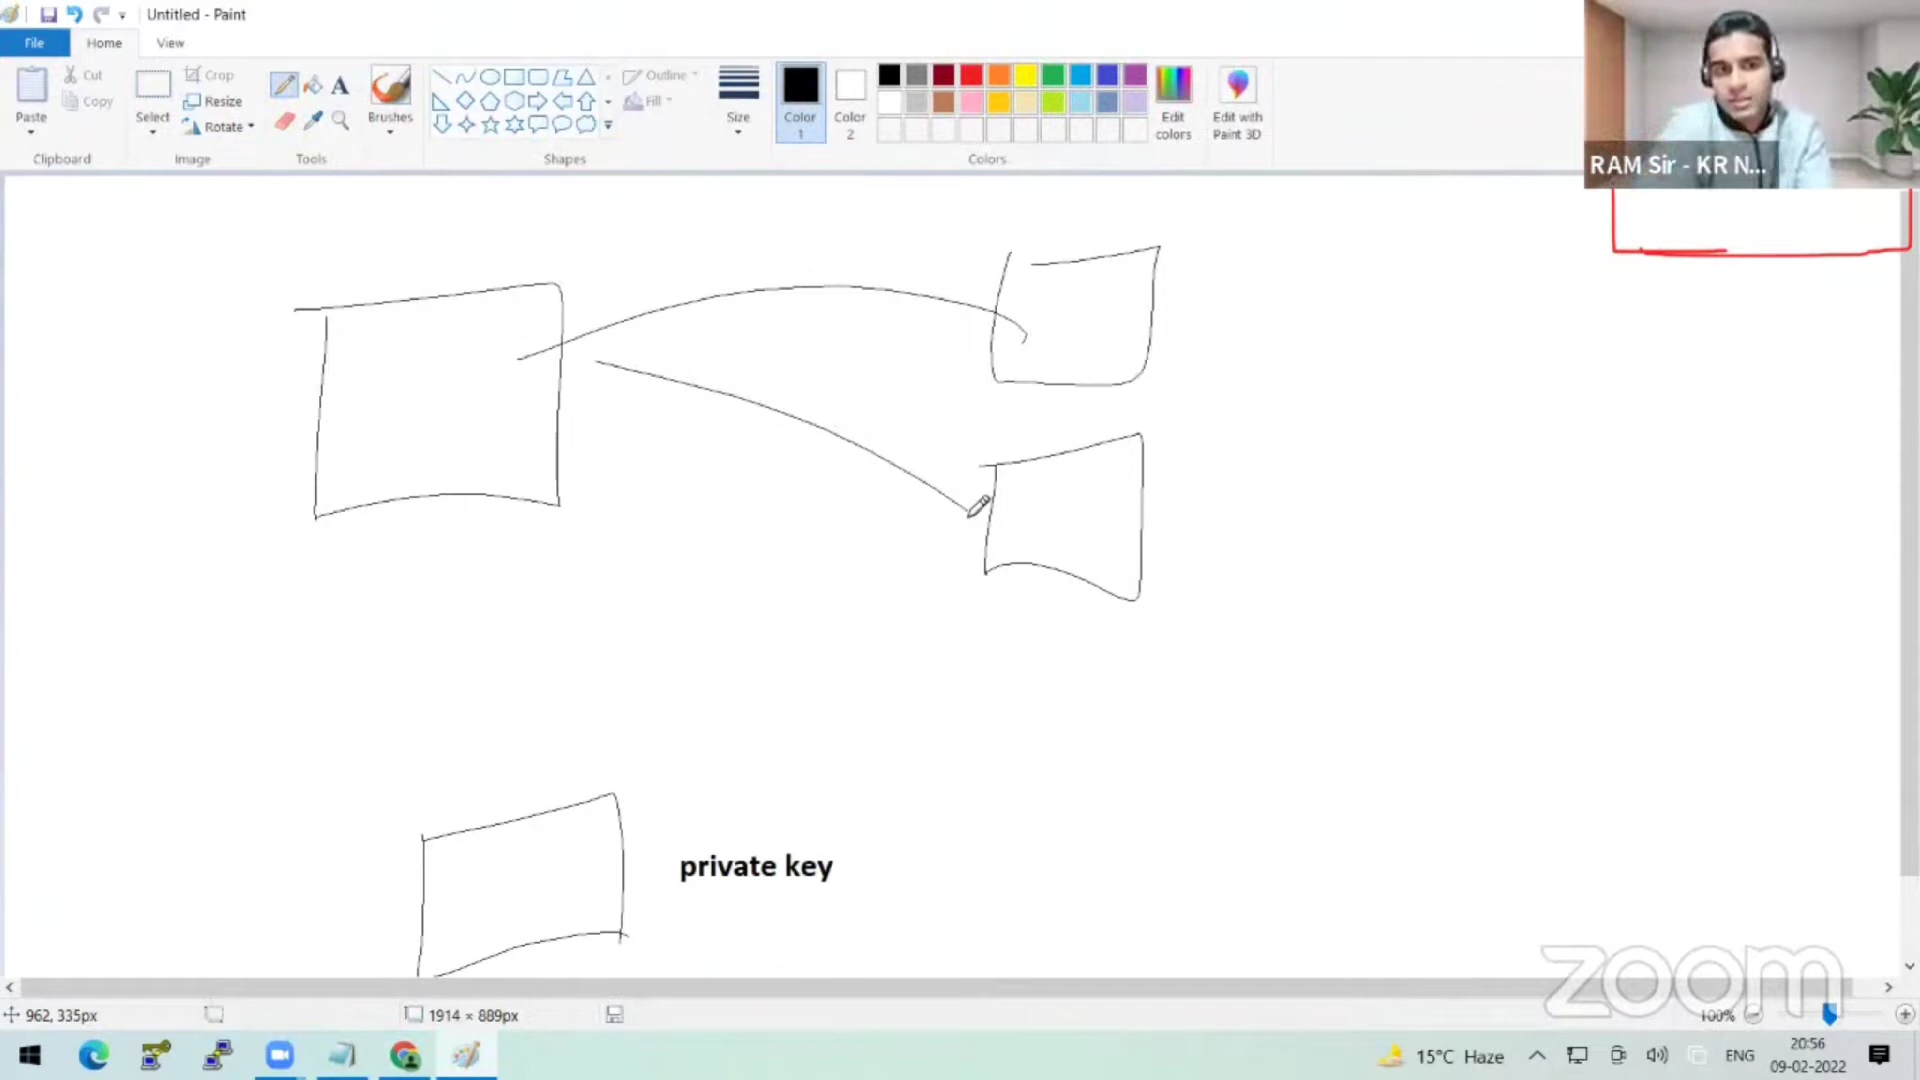 Untitled - Paint
File
Home
View
Paste
Cut
Copy
Clipboard
Select
Crop
Resize
Rotate
Image
A
Tools
Brushes
Outline
Fill
Shapes
Size
Color
1
Color
2
Edit
colors
Edit with
Paint 3D
Colors
RAM Sir - KR N...
private key
zoom
962, 335px
1914 × 889px
100%
15°C Haze
ENG
20:56
09-02-2022